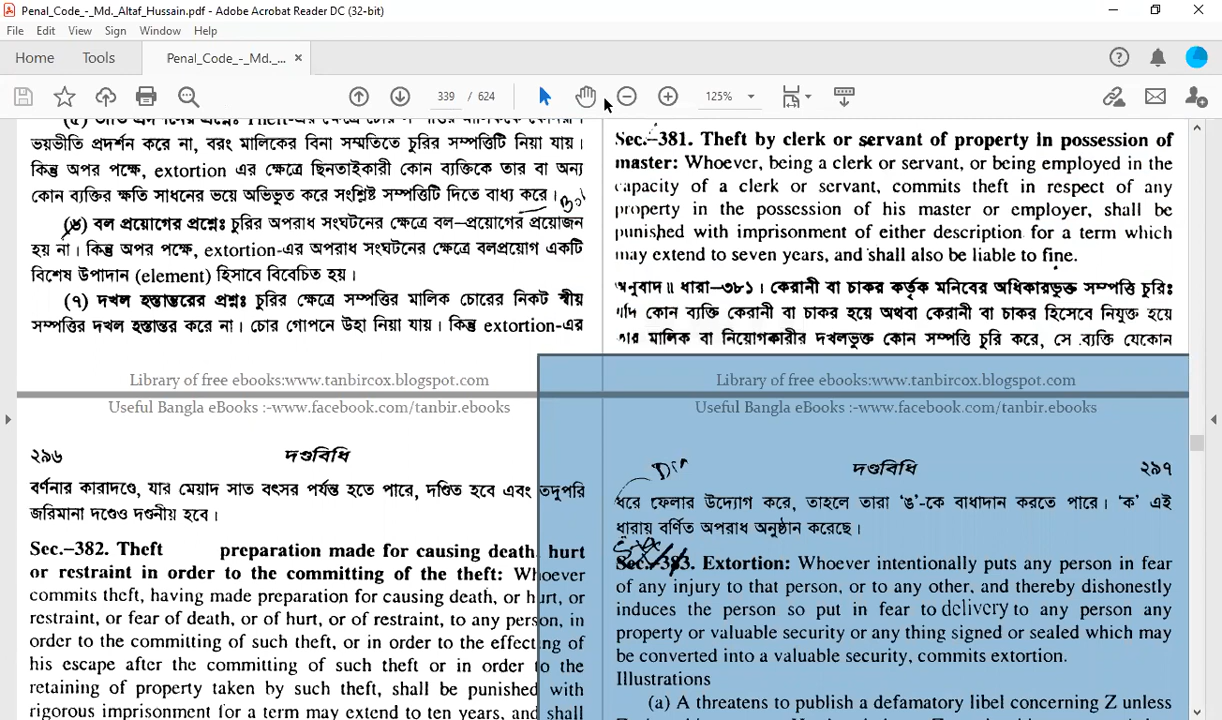 Penal_Code_-_Md._Altaf_Hussain.pdf - Adobe Acrobat Reader DC (32-bit)
File Edit View Sign Window Help
Home Tools Penal_Code_-_Md._... ×
339 / 624 125%
ভয়ভীতি প্রদর্শন করে না, বরং মালিকের বিনা সম্মতিতে চুরির সম্পত্তিটি নিয়া যায়।
কিন্তু অপর পক্ষে, extortion এর ক্ষেত্রে ছিনতাইকারী কোন ব্যক্তিকে তার বা অন্য
কোন ব্যক্তির ক্ষতি সাধনের ভয়ে অভিভূত করে সংশ্লিষ্ট সম্পত্তিটি দিতে বাধ্য করে।
(৬) বল প্রয়োগের প্রশ্নেঃ চুরির অপরাধ সংঘটনের ক্ষেত্রে বল–প্রয়োগের প্রয়োজন
হয় না। কিন্তু অপর পক্ষে, extortion-এর অপরাধ সংঘটনের ক্ষেত্রে বলপ্রয়োগ একটি
বিশেষ উপাদান (element) হিসাবে বিবেচিত হয়।
(৭) দখল হস্তান্তরের প্রশ্নেঃ চুরির ক্ষেত্রে সম্পত্তির মালিক চোরের নিকট স্বীয়
সম্পত্তির দখল হস্তান্তর করে না। চোর গোপনে উহা নিয়া যায়। কিন্তু extortion-এর
Library of free ebooks:www.tanbircox.blogspot.com
Useful Bangla eBooks :-www.facebook.com/tanbir.ebooks
২৯৬ দণ্ডবিধি
বর্ণনার কারাদণ্ডে, যার মেয়াদ সাত বৎসর পর্যন্ত হতে পারে, দণ্ডিত হবে এবং তদুপরি
জরিমানা দণ্ডেও দণ্ডনীয় হবে।
Sec.–382. Theft preparation made for causing death, hurt
or restraint in order to the committing of the theft: Whoever
commits theft, having made preparation for causing death, or hurt, or
restraint, or fear of death, or of hurt, or of restraint, to any person, in
order to the committing of such theft, or in order to the effecting of
his escape after the committing of such theft or in order to the
retaining of property taken by such theft, shall be punished with
rigorous imprisonment for a term may extend to ten years, and shall
Sec.–381. Theft by clerk or servant of property in possession of
master: Whoever, being a clerk or servant, or being employed in the
capacity of a clerk or servant, commits theft in respect of any
property in the possession of his master or employer, shall be
punished with imprisonment of either description for a term which
may extend to seven years, and shall also be liable to fine.
অনুবাদ॥ ধারা–৩৮১। কেরানী বা চাকর কর্তৃক মনিবের অধিকারভুক্ত সম্পত্তি চুরিঃ
যদি কোন ব্যক্তি কেরানী বা চাকর হয়ে অথবা কেরানী বা চাকর হিসেবে নিযুক্ত হয়ে
তার মালিক বা নিয়োগকারীর দখলভুক্ত কোন সম্পত্তি চুরি করে, সে ব্যক্তি যেকোন
Library of free ebooks:www.tanbircox.blogspot.com
Useful Bangla eBooks :-www.facebook.com/tanbir.ebooks
দণ্ডবিধি ২৯৭
ধরে ফেলার উদ্যোগ করে, তাহলে তারা ‘ঙ’-কে বাধাদান করতে পারে। ‘ক’ এই
ধারায় বর্ণিত অপরাধ অনুষ্ঠান করেছে।
Sec.–383. Extortion: Whoever intentionally puts any person in fear
of any injury to that person, or to any other, and thereby dishonestly
induces the person so put in fear to delivery to any person any
property or valuable security or any thing signed or sealed which may
be converted into a valuable security, commits extortion.
Illustrations
(a) A threatens to publish a defamatory libel concerning Z unless